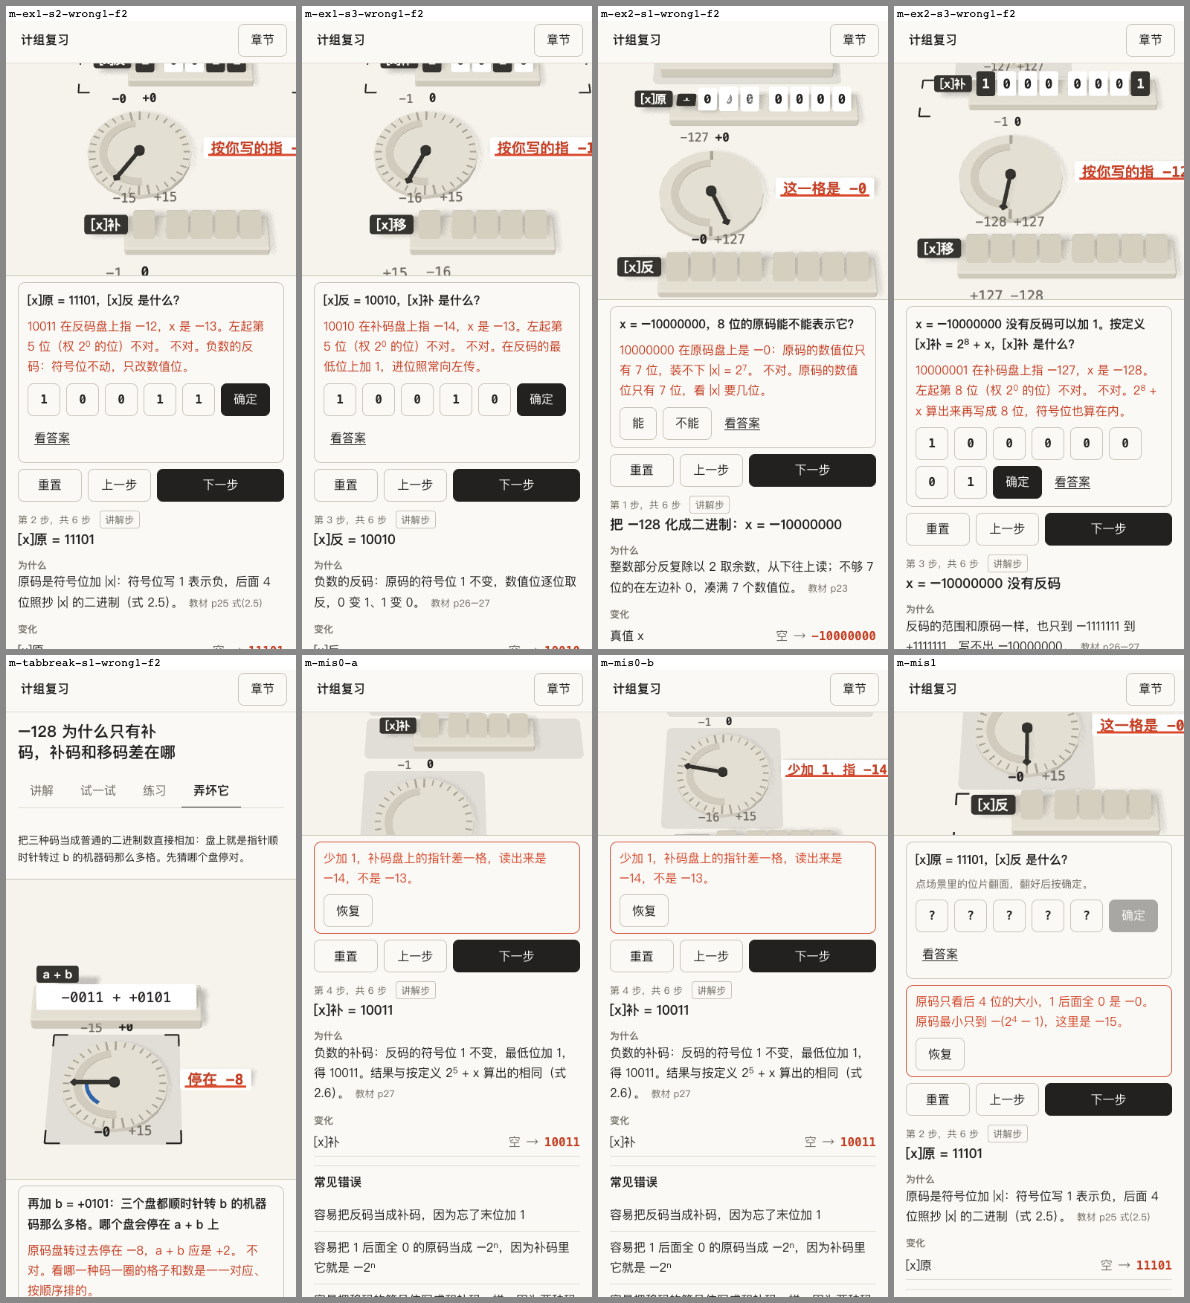 m-ex1-s2-wrong1-f2
计组复习
章节
−0 +0
按你写的指
−15 +15
[x]补
−1 0
[x]原 = 11101，[x]反 是什么？
10011 在反码盘上指 −12，x 是 −13。左起第
5 位（权 2⁰ 的位）不对。 不对。负数的反
码：符号位不动，只改数值位。
1 0 0 1 1 确定
看答案
重置 上一步 下一步
第 2 步，共 6 步 讲解步
[x]原 = 11101
为什么
原码是符号位加 |x|：符号位写 1 表示负，后面 4
位照抄 |x| 的二进制（式 2.5）。 教材 p25 式(2.5)
变化
m-ex1-s3-wrong1-f2
计组复习
章节
−1 0
按你写的指
−16 +15
[x]移
+15 −16
[x]反 = 10010，[x]补 是什么？
10010 在补码盘上指 −14，x 是 −13。左起第
5 位（权 2⁰ 的位）不对。 不对。在反码的最
低位上加 1，进位照常向左传。
1 0 0 1 0 确定
看答案
重置 上一步 下一步
第 3 步，共 6 步 讲解步
[x]反 = 10010
为什么
负数的反码：原码的符号位 1 不变，数值位逐位取
反，0 变 1、1 变 0。 教材 p26−27
变化
m-ex2-s1-wrong1-f2
计组复习
章节
[x]原 0 0 0 0 0
−127 +0
这一格是 −0
−0 +127
[x]反
x = −10000000，8 位的原码能不能表示它？
10000000 在原码盘上是 −0：原码的数值位只
有 7 位，装不下 |x| = 2⁷。 不对。原码的数值
位只有 7 位，看 |x| 要几位。
能 不能 看答案
重置 上一步 下一步
第 1 步，共 6 步 讲解步
把 −128 化成二进制：x = −10000000
为什么
整数部分反复除以 2 取余数，从下往上读；不够 7
位的在左边补 0，凑满 7 个数值位。 教材 p23
变化
真值 x 空 → −10000000
m-ex2-s3-wrong1-f2
计组复习
章节
−127 +127
[x]补 1 0 0 0 0 0 0 1
−1 0
按你写的指 −12
−128 +127
[x]移
+127 −128
x = −10000000 没有反码可以加 1。按定义
[x]补 = 2⁸ + x，[x]补 是什么？
10000001 在补码盘上指 −127，x 是 −128。
左起第 8 位（权 2⁰ 的位）不对。 不对。2⁸ +
x 算出来再写成 8 位，符号位也算在内。
1 0 0 0 0 0
0 1 确定 看答案
重置 上一步 下一步
第 3 步，共 6 步 讲解步
x = −10000000 没有反码
为什么
反码的范围和原码一样，也只到 −1111111 到
+1111111，写不出 −10000000。 教材 p26−27
m-tabbreak-s1-wrong1-f2
计组复习
章节
−128 为什么只有补
码，补码和移码差在哪
讲解 试一试 练习 弄坏它
把三种码当成普通的二进制数直接相加：盘上就是指针顺
时针转过 b 的机器码那么多格。先猜哪个盘停对。
a + b
−0011 + +0101
−15 +0
停在 −8
−0 +15
再加 b = +0101：三个盘都顺时针转 b 的机器
码那么多格。哪个盘会停在 a + b 上
原码盘转过去停在 −8，a + b 应是 +2。 不
对。看哪一种码一圈的格子和数是一一对应、
按顺序排的。
m-mis0-a
计组复习
章节
[x]补
−1 0
少加 1，补码盘上的指针差一格，读出来是
−14，不是 −13。
恢复
重置 上一步 下一步
第 4 步，共 6 步 讲解步
[x]补 = 10011
为什么
负数的补码：反码的符号位 1 不变，最低位加 1，
得 10011。结果与按定义 2⁵ + x 算出的相同（式
2.6）。 教材 p27
变化
[x]补 空 → 10011
常见错误
容易把反码当成补码，因为忘了末位加 1
容易把 1 后面全 0 的原码当成 −2ⁿ，因为补码里
它就是 −2ⁿ
m-mis0-b
计组复习
章节
−1 0
少加 1，指 −14
−16 +15
少加 1，补码盘上的指针差一格，读出来是
−14，不是 −13。
恢复
重置 上一步 下一步
第 4 步，共 6 步 讲解步
[x]补 = 10011
为什么
负数的补码：反码的符号位 1 不变，最低位加 1，
得 10011。结果与按定义 2⁵ + x 算出的相同（式
2.6）。 教材 p27
变化
[x]补 空 → 10011
常见错误
容易把反码当成补码，因为忘了末位加 1
容易把 1 后面全 0 的原码当成 −2ⁿ，因为补码里
它就是 −2ⁿ
m-mis1
计组复习
章节
这一格是 −0
−0 +15
[x]反
[x]原 = 11101，[x]反 是什么？
点场景里的位片翻面，翻好后按确定。
? ? ? ? ? 确定
看答案
原码只看后 4 位的大小，1 后面全 0 是 −0。
原码最小只到 −(2⁴ − 1)，这里是 −15。
恢复
重置 上一步 下一步
第 2 步，共 6 步 讲解步
[x]原 = 11101
为什么
原码是符号位加 |x|：符号位写 1 表示负，后面 4
位照抄 |x| 的二进制（式 2.5）。 教材 p25 式(2.5)
变化
[x]原 空 → 11101